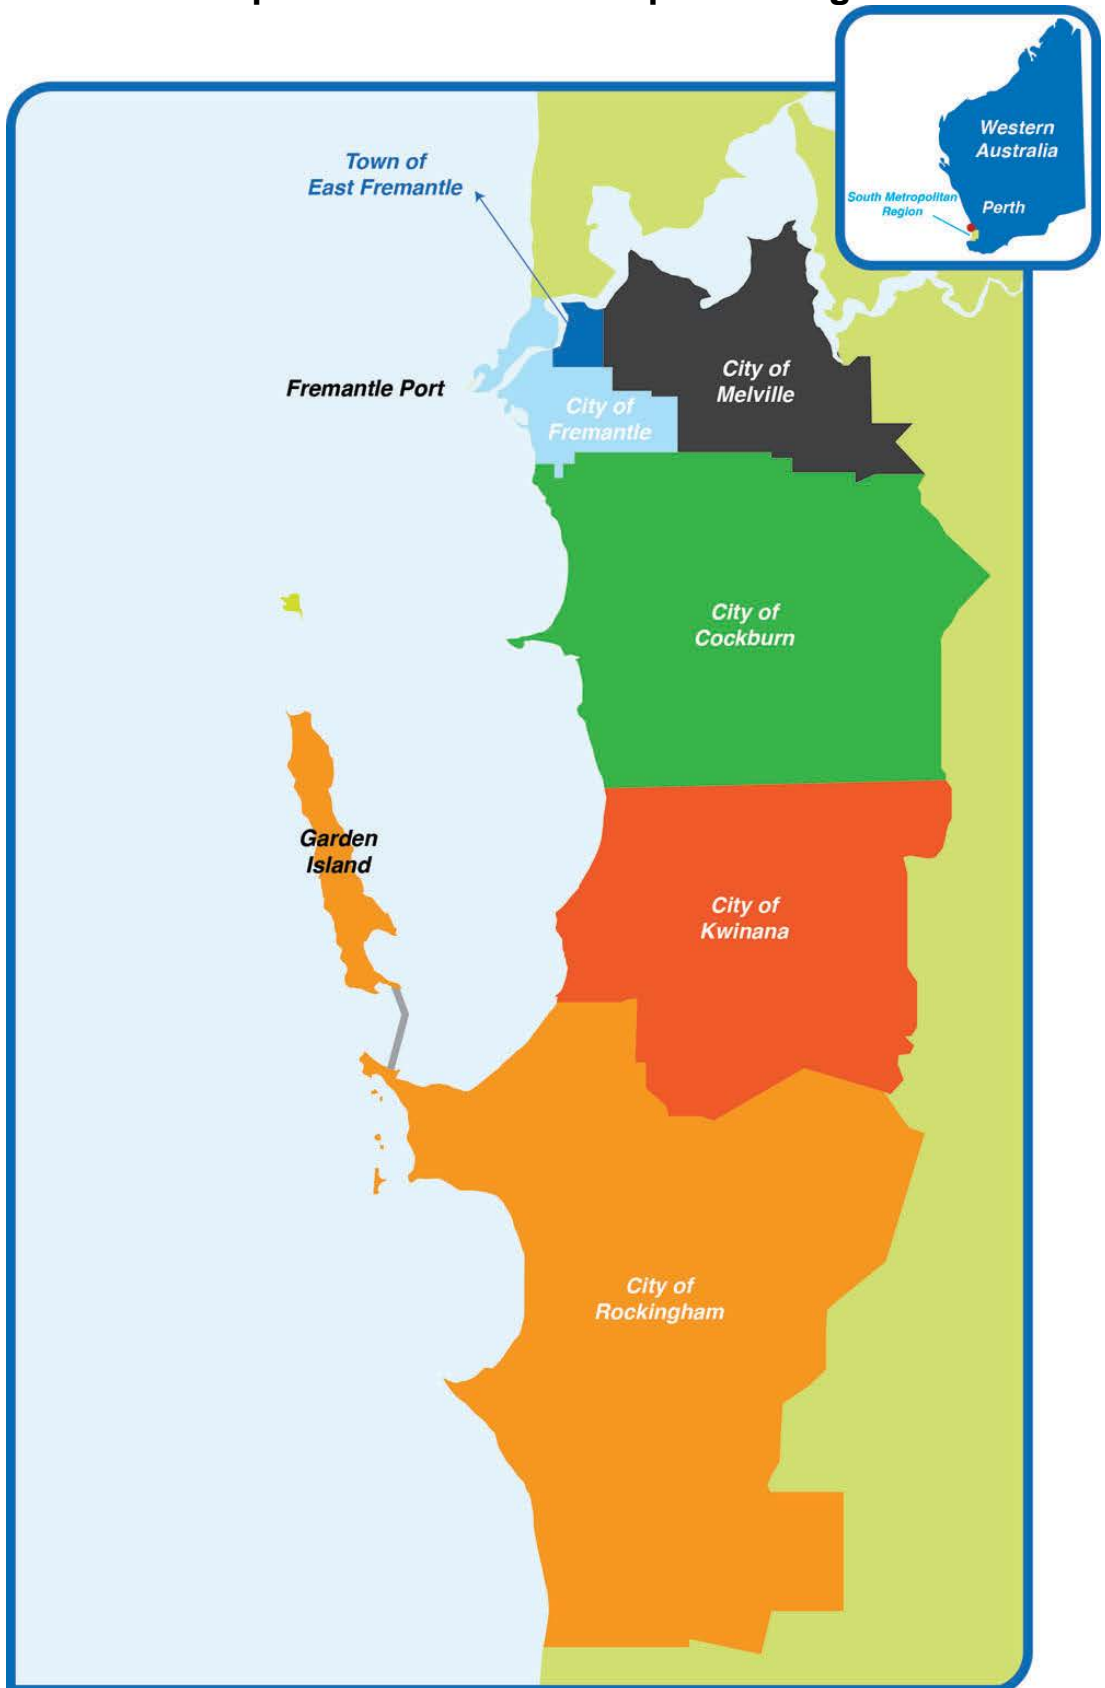 Western
Australia
South Metropolitan
Region
Perth
Town of
East Fremantle
Fremantle Port
City of
Melville
City of
Fremantle
City of
Cockburn
Garden
Island
City of
Kwinana
City of
Rockingham